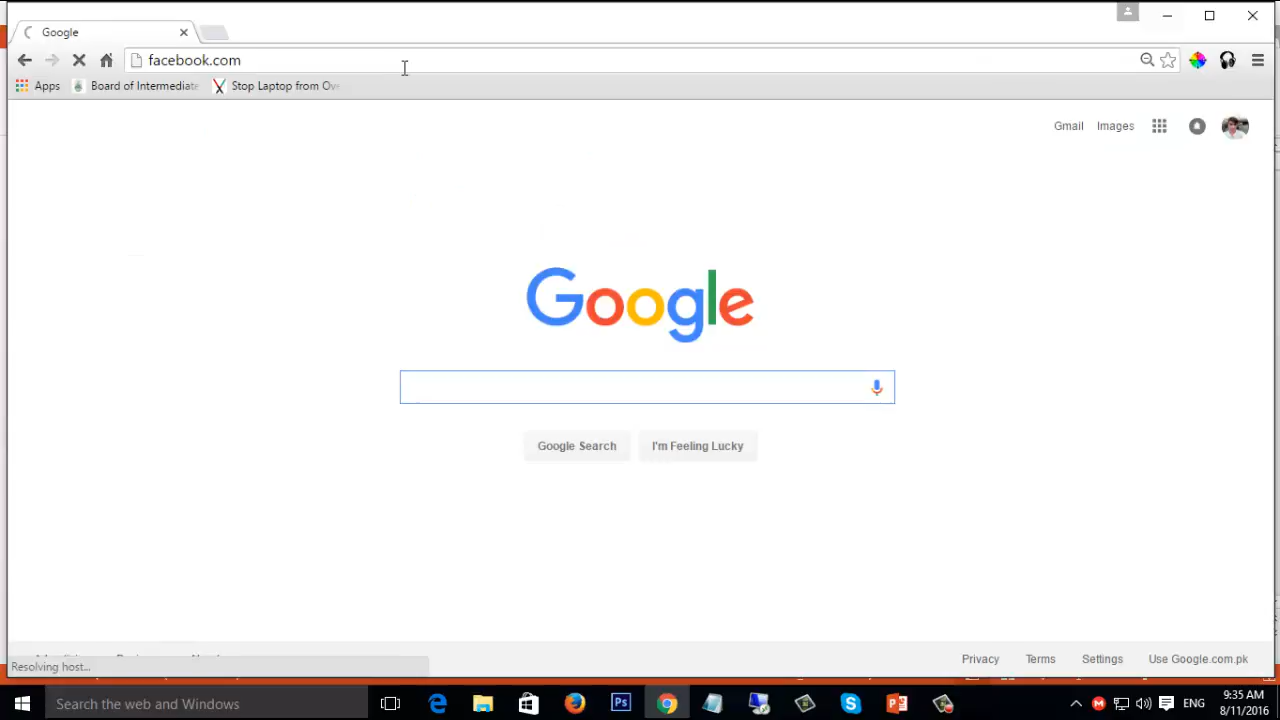 Google
facebook.com
Apps Board of Intermediate Stop Laptop from Ov
Gmail Images
Google
Google Search I'm Feeling Lucky
Resolving host...
Privacy Terms Settings Use Google.com.pk
Search the web and Windows
Ps
ENG
9:35 AM
8/11/2016